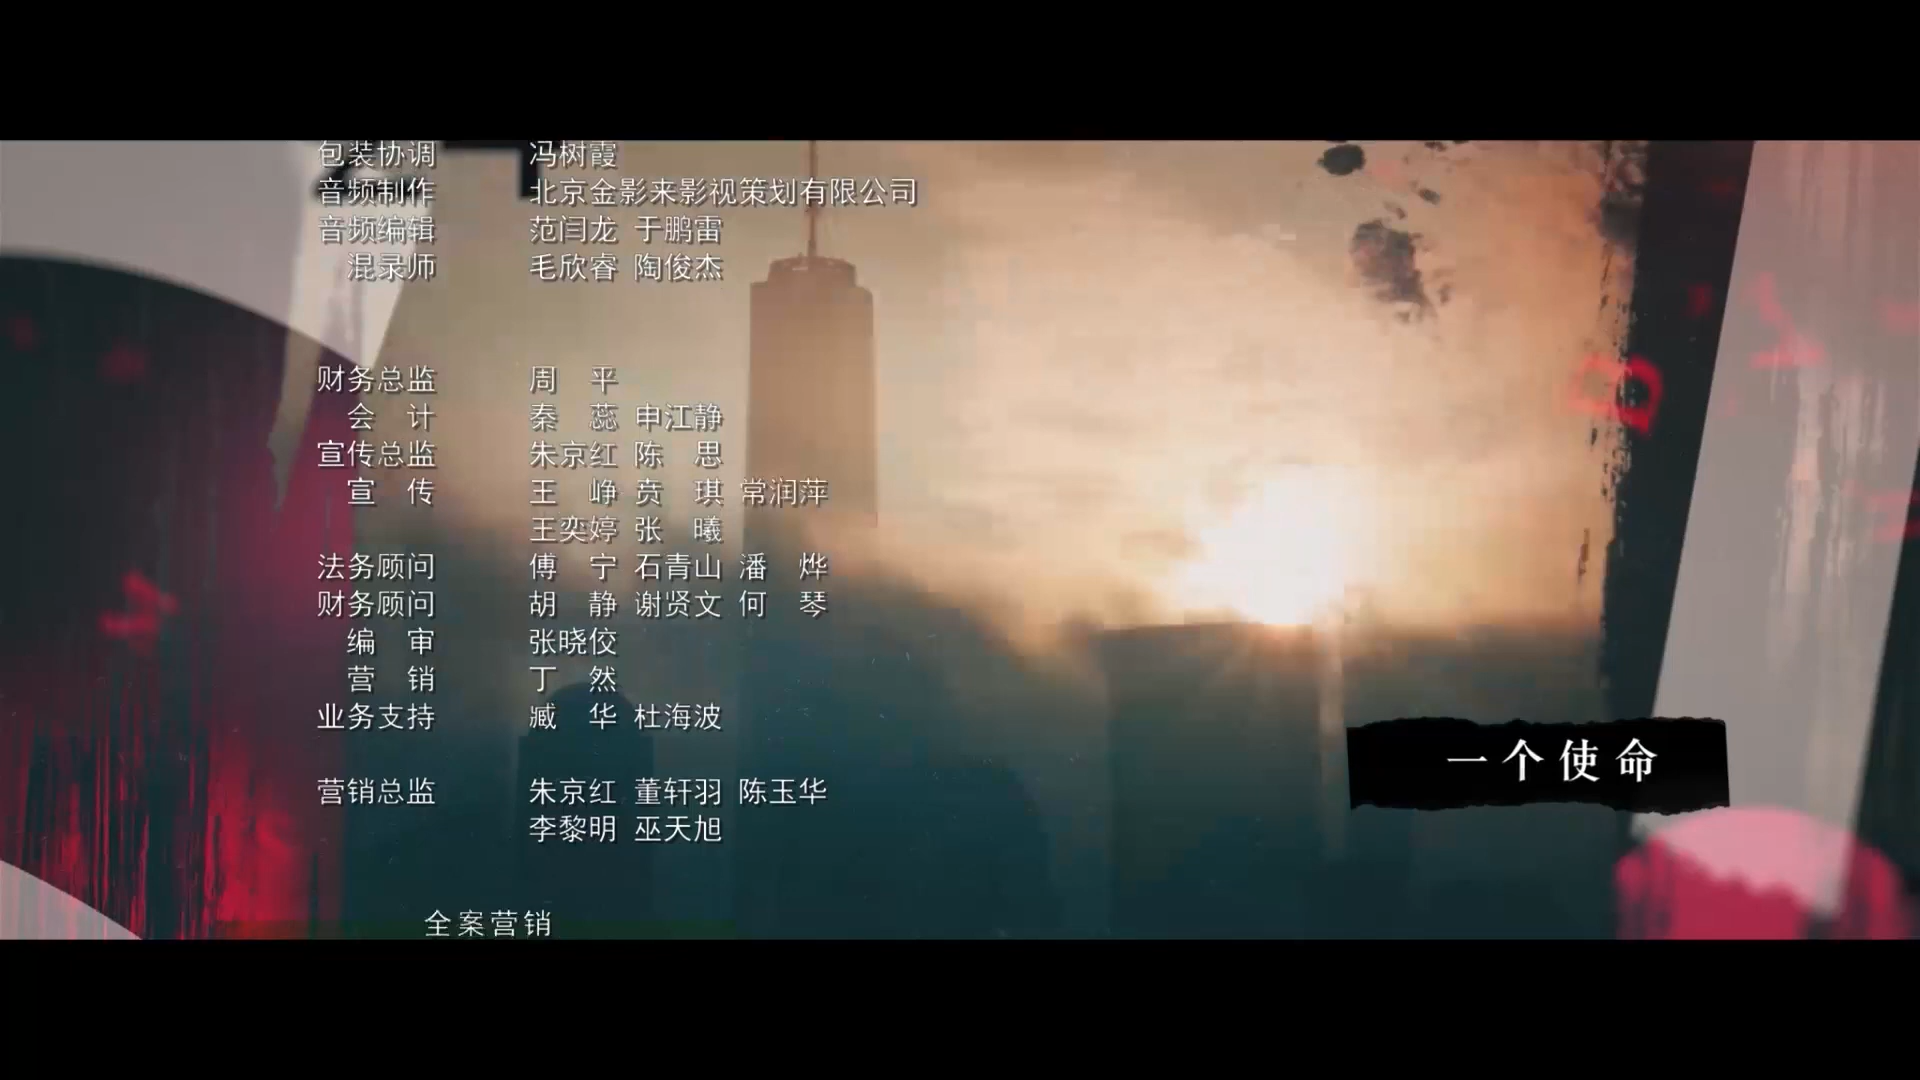 包装协调 冯树霞
音频制作 北京金影来影视策划有限公司
音频编辑 范闫龙 于鹏雷
混录师 毛欣睿 陶俊杰
财务总监 周 平
会 计 秦 蕊 申江静
宣传总监 朱京红 陈 思
宣 传 王 峥 贲 琪 常润萍
王奕婷 张 曦
法务顾问 傅 宁 石青山 潘 烨
财务顾问 胡 静 谢贤文 何 琴
编 审 张晓佼
营 销 丁 然
业务支持 臧 华 杜海波
一个使命
营销总监 朱京红 董轩羽 陈玉华
李黎明 巫天旭
全案营销